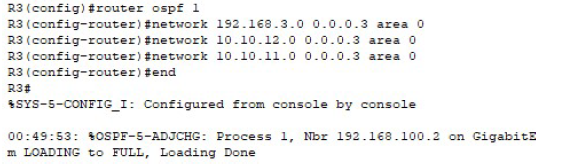 R3(config)#router ospf 1
R3(config-router)#network 192.168.3.0 0.0.0.3 area 0
R3(config-router)#network 10.10.12.0 0.0.0.3 area 0
R3(config-router)#network 10.10.11.0 0.0.0.3 area 0
R3(config-router)#end
R3#
%SYS-5-CONFIG_I: Configured from console by console
00:49:53: %OSPF-5-ADJCHG: Process 1, Nbr 192.168.100.2 on GigabitE
m LOADING to FULL, Loading Done